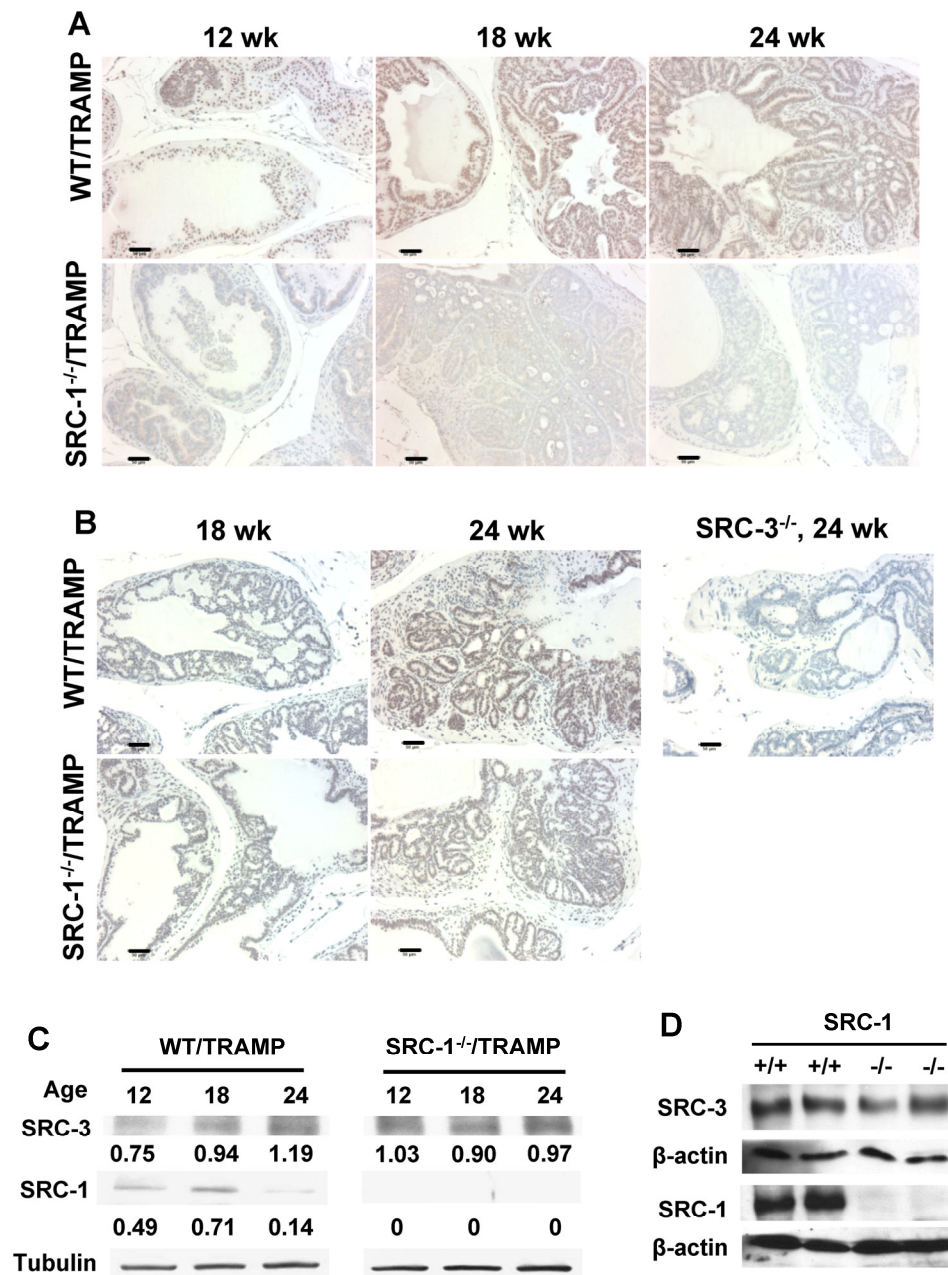 A
12 wk 18 wk 24 wk
WT/TRAMP
SRC-1-/-/TRAMP
B
18 wk 24 wk SRC-3-/-, 24 wk
WT/TRAMP
SRC-1-/-/TRAMP
C
WT/TRAMP SRC-1-/-/TRAMP
Age 12 18 24 12 18 24
SRC-3
0.75 0.94 1.19 1.03 0.90 0.97
SRC-1
0.49 0.71 0.14 0 0 0
Tubulin
D
SRC-1
+/+ +/+ -/- -/-
SRC-3
β-actin
SRC-1
β-actin